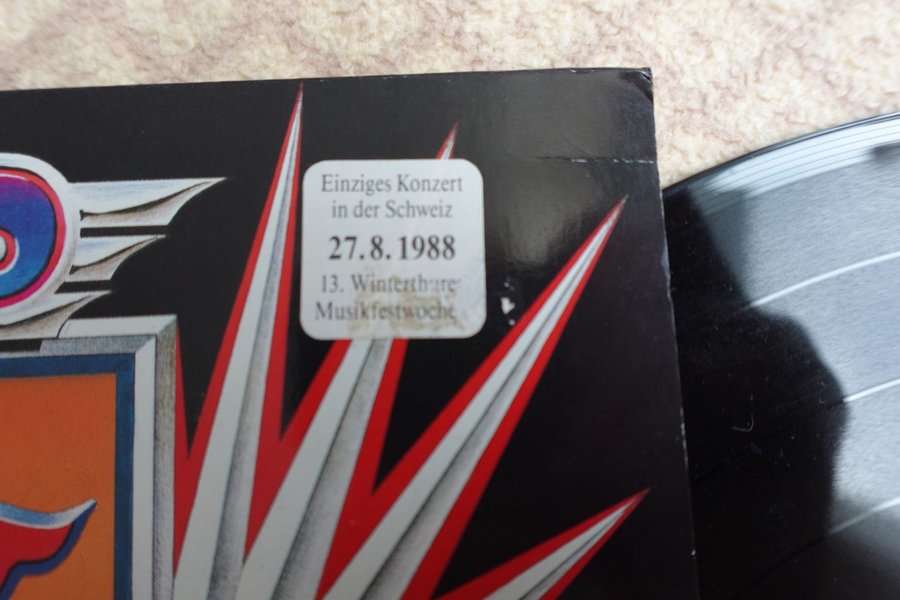 Einziges Konzert
in der Schweiz
27.8.1988
13. Winterthurer
Musikfestwoche